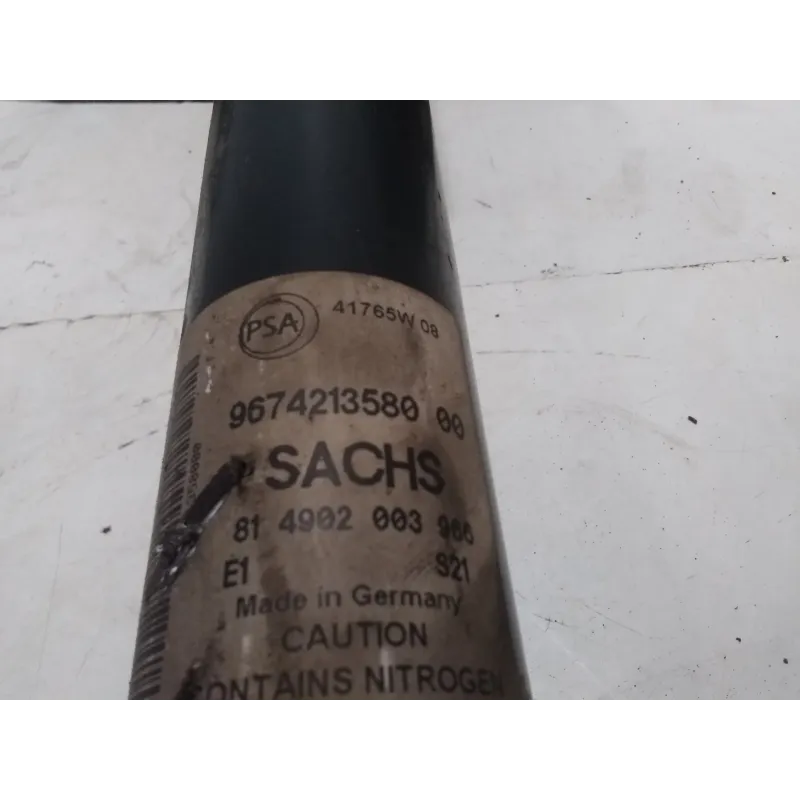 PSA 41765W 08
9674213580 00
SACHS
81 4902 003 966
E1 S21
Made in Germany
CAUTION
CONTAINS NITROGEN